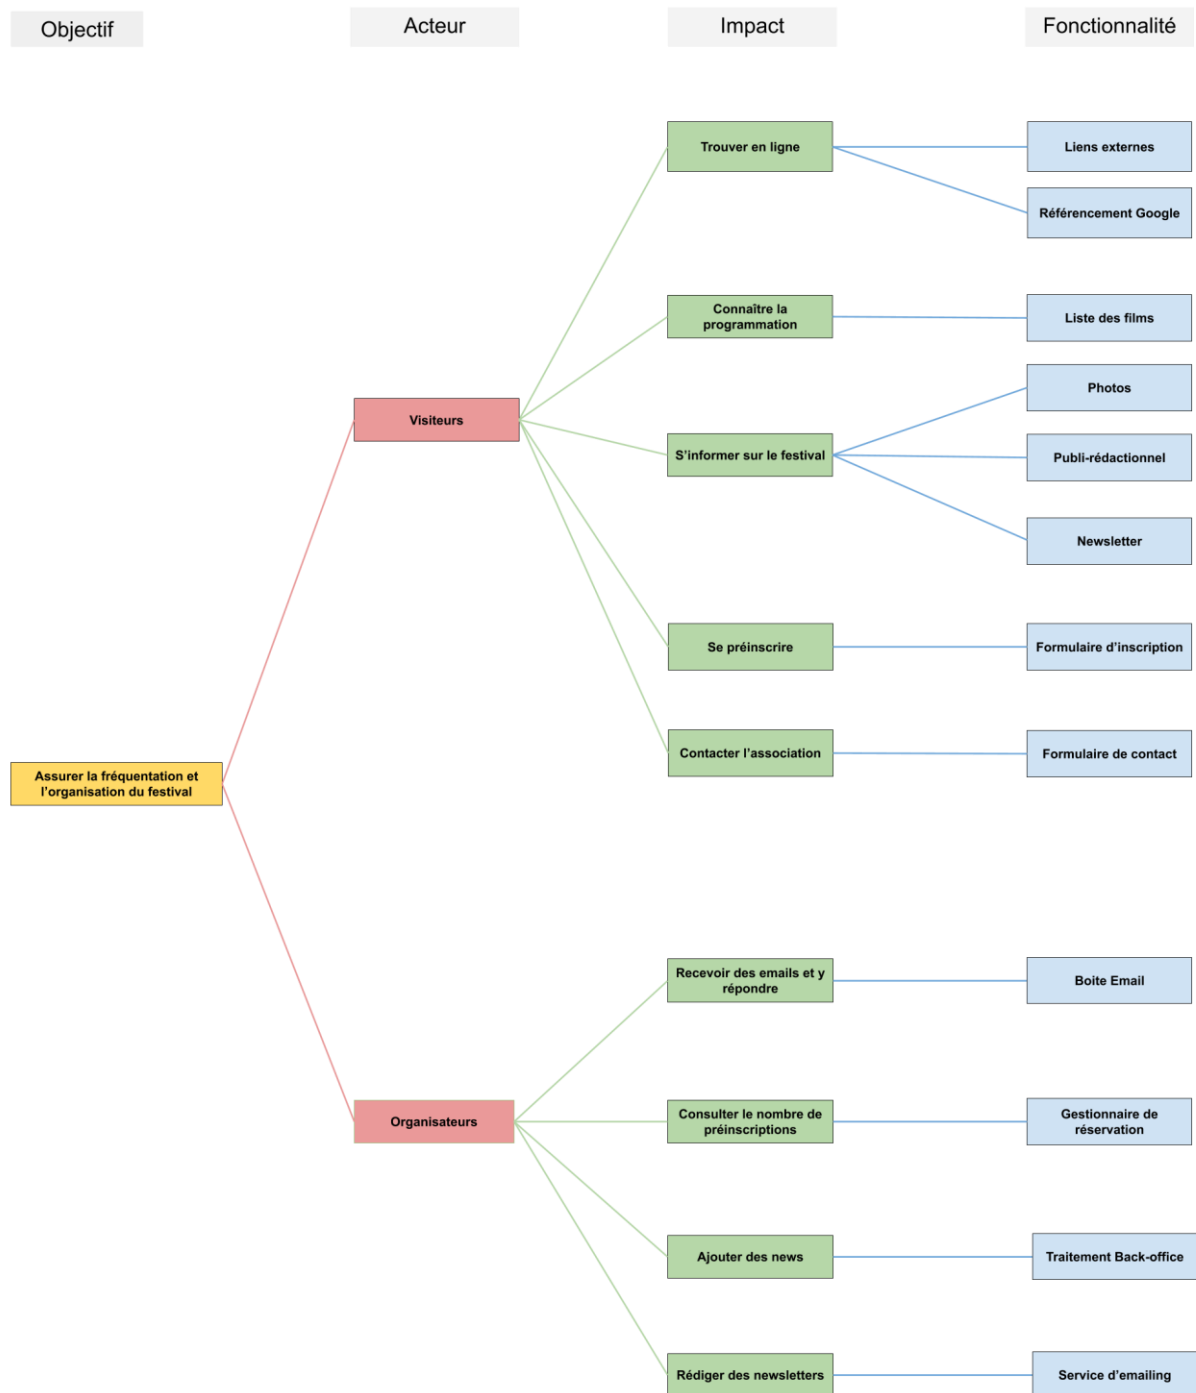 Objectif
Acteur
Impact
Fonctionnalité
Trouver en ligne
Liens externes
Référencement Google
Connaître la
programmation
Liste des films
Visiteurs
Photos
S'informer sur le festival
Publi-rédactionnel
Newsletter
Se préinscrire
Formulaire d'inscription
Contacter l'association
Formulaire de contact
Assurer la fréquentation et
l'organisation du festival
Recevoir des emails et y
répondre
Boite Email
Organisateurs
Consulter le nombre de
préinscriptions
Gestionnaire de
réservation
Ajouter des news
Traitement Back-office
Rédiger des newsletters
Service d'emailing